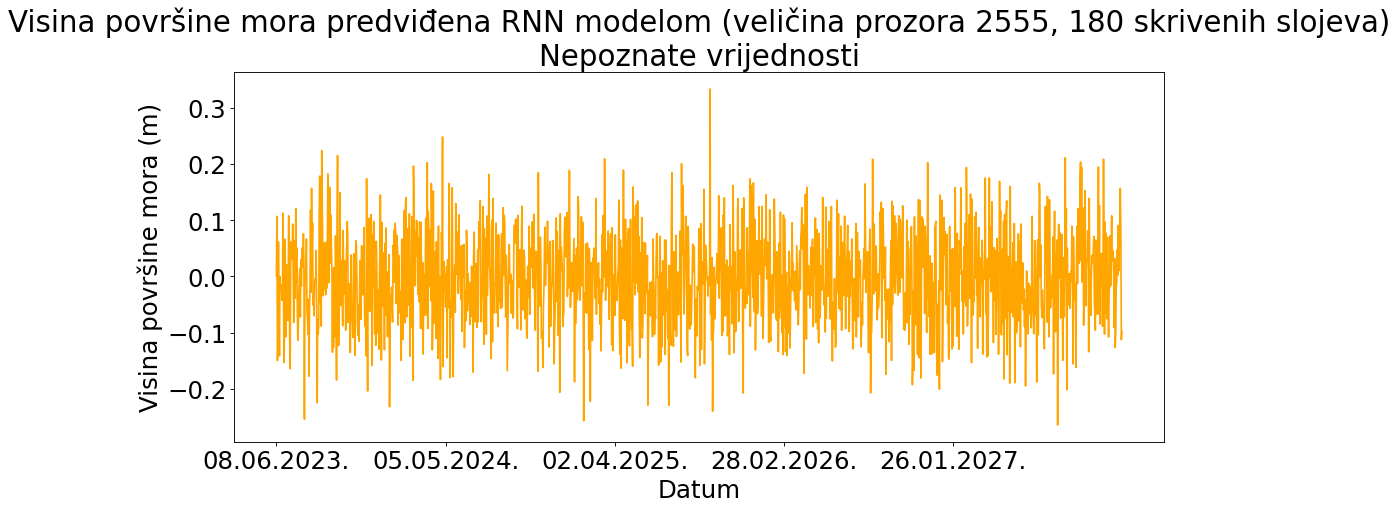 Visina površine mora predviđena RNN modelom (veličina prozora 2555, 180 skrivenih slojeva)
Nepoznate vrijednosti
Visina površine mora (m)
0.3
0.2
0.1
0.0
−0.1
−0.2
08.06.2023. 05.05.2024. 02.04.2025. 28.02.2026. 26.01.2027.
Datum